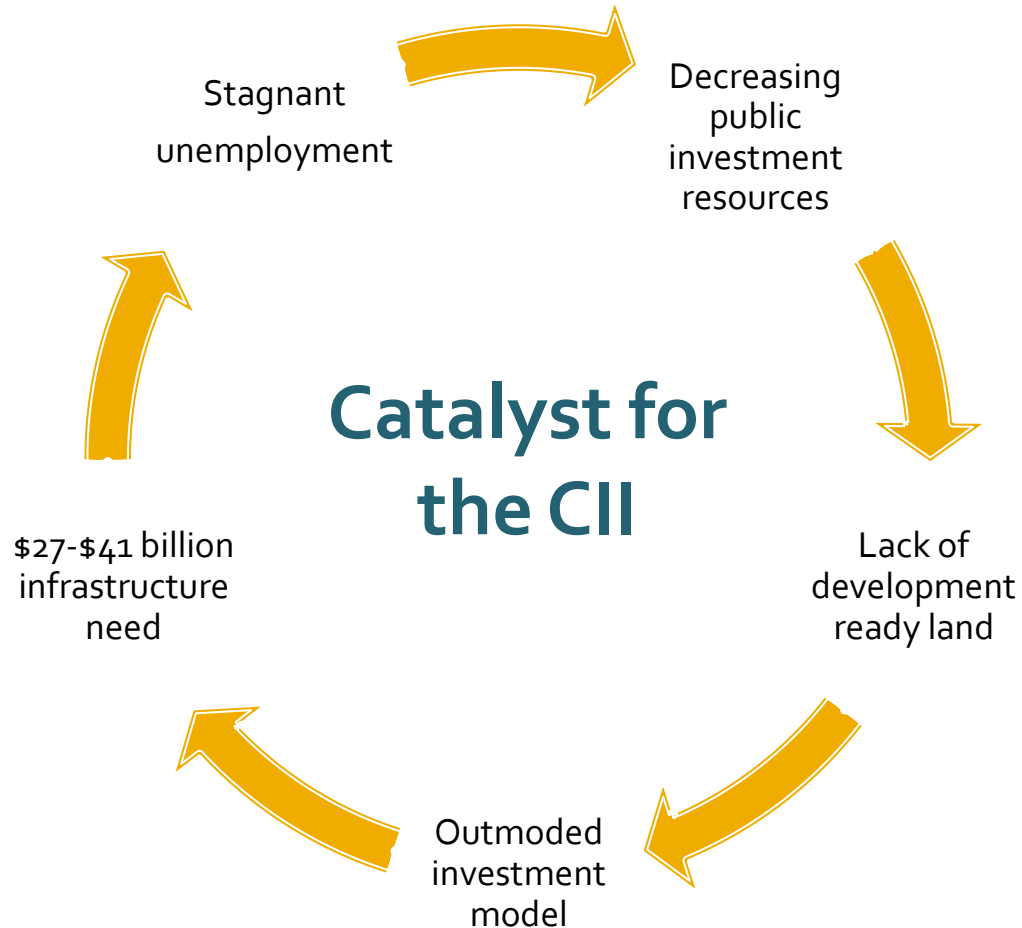 Stagnant
unemployment
Decreasing
public
investment
resources
Catalyst for
the CII
Lack of
development
ready land
Outmoded
investment
model
$27-$41 billion
infrastructure
need